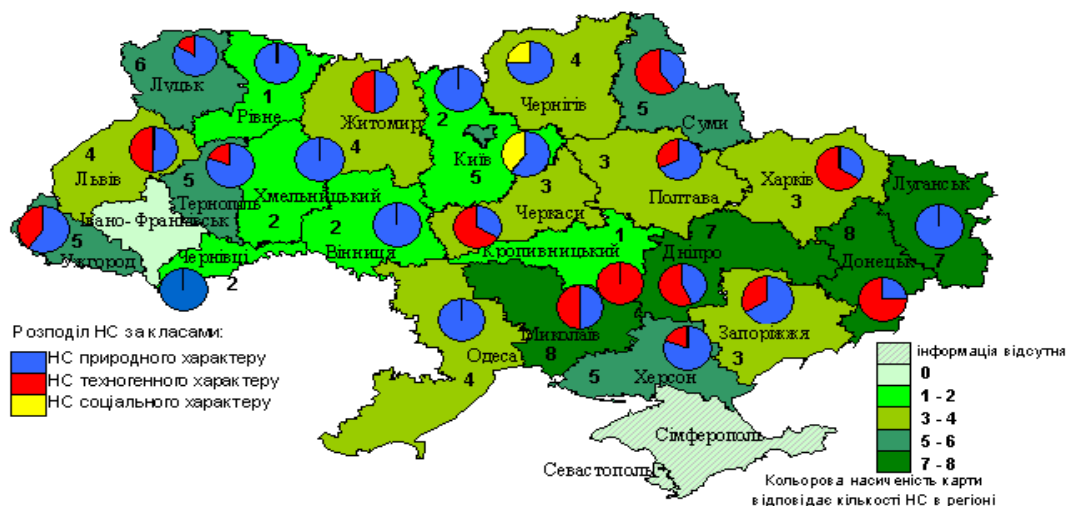 6
Луцьк
1
Рівне
Житомир
4
2
Київ
5
4
Чернігів
5
Суми
4
Львів
5
Тернопіль
Хмельницький
2
3
Черкаси
3
Полтава
Харків
3
Луганськ
7
Івано-Франківськ
5
Ужгород
Чернівці
2
2
Вінниця
Кропивницький
1
7
Дніпро
8
Донецьк
Одеса
4
Миколаїв
8
Запоріжжя
3
5
Херсон
Сімферополь
Севастополь
Розподіл НС за класами:
НС природного характеру
НС техногенного характеру
НС соціального характеру
інформація відсутня
0
1 - 2
3 - 4
5 - 6
7 - 8
Кольорова насиченість карти
відповідає кількості НС в регіоні